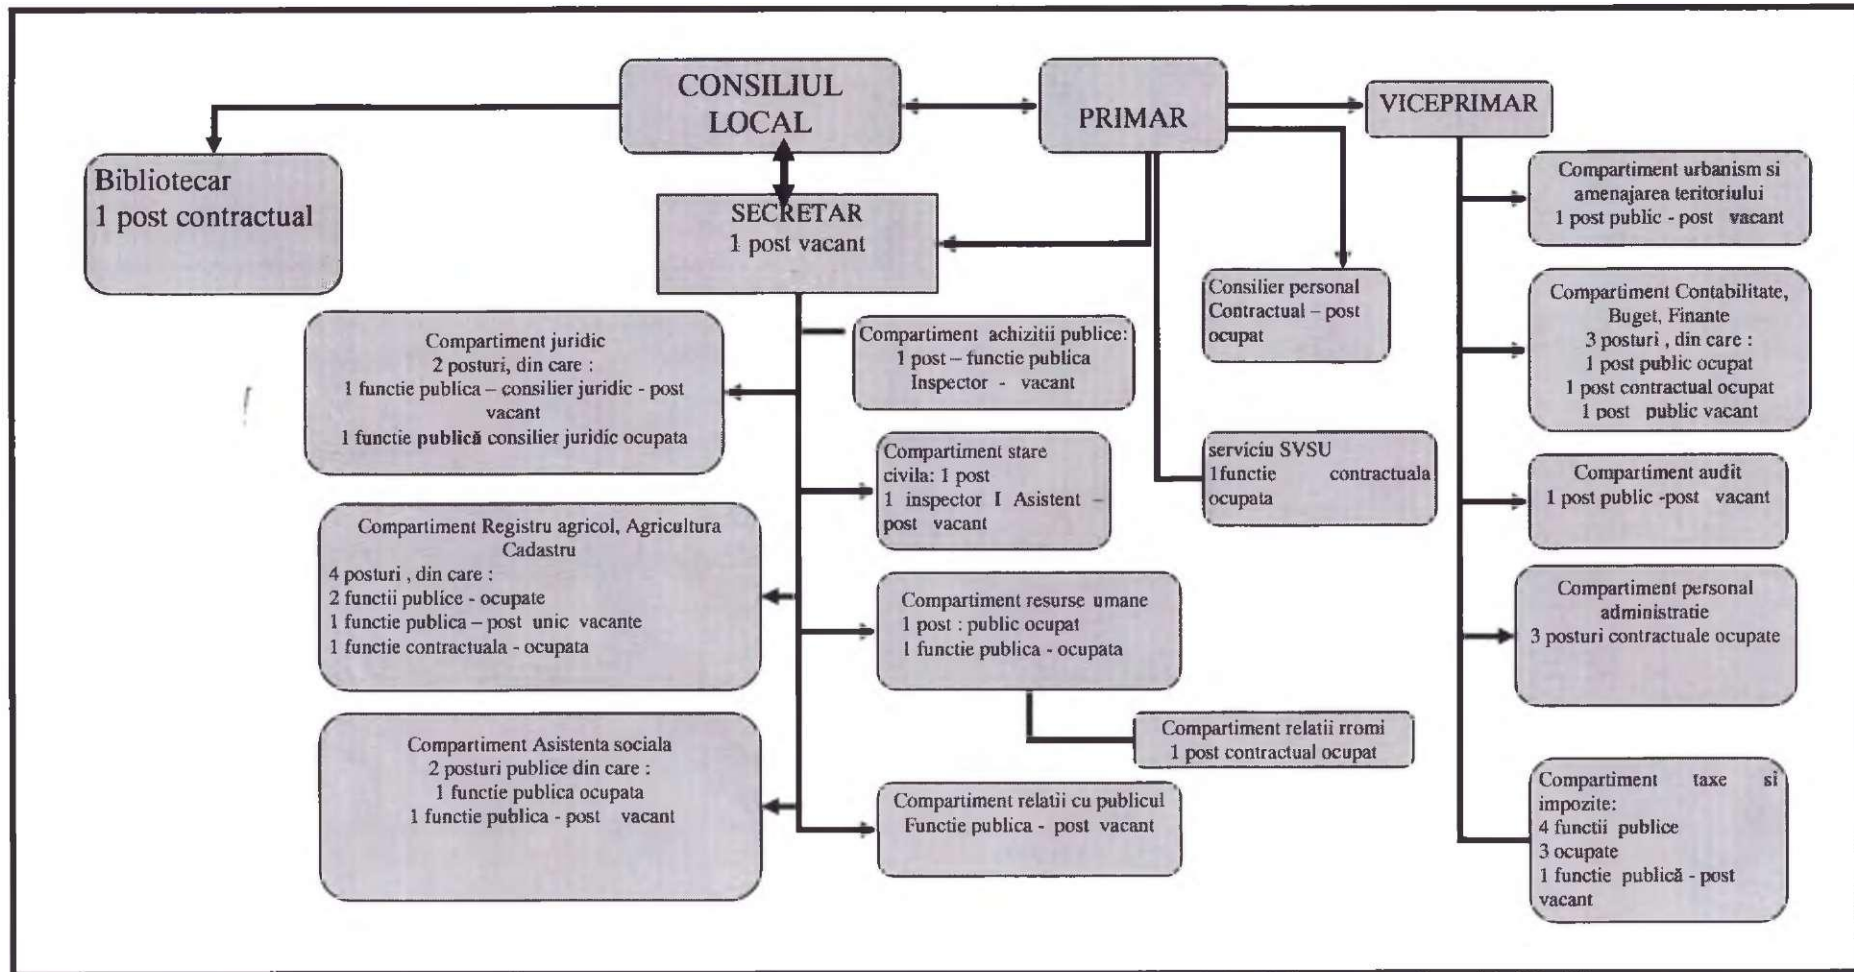 CONSILIUL
LOCAL
PRIMAR
VICEPRIMAR
Bibliotecar
1 post contractual
SECRETAR
1 post vacant
Compartiment urbanism si
amenajarea teritoriului
1 post public - post vacant
Consilier personal
Contractual – post
ocupat
Compartiment Contabilitate,
Buget, Finante
3 posturi , din care :
1 post public ocupat
1 post contractual ocupat
1 post public vacant
Compartiment juridic
2 posturi, din care :
1 functie publica – consilier juridic - post
vacant
1 functie publică consilier juridic ocupata
Compartiment achizitii publice:
1 post – functie publica
Inspector - vacant
Compartiment stare
civila: 1 post
1 inspector I Asistent –
post vacant
serviciu SVSU
1functie contractuala
ocupata
Compartiment audit
1 post public -post vacant
Compartiment Registru agricol, Agricultura
Cadastru
4 posturi , din care :
2 functii publice - ocupate
1 functie publica – post unic vacante
1 functie contractuala - ocupata
Compartiment resurse umane
1 post : public ocupat
1 functie publica - ocupata
Compartiment personal
administratie
3 posturi contractuale ocupate
Compartiment relatii rromi
1 post contractual ocupat
Compartiment Asistenta sociala
2 posturi publice din care :
1 functie publica ocupata
1 functie publica - post vacant
Compartiment relatii cu publicul
Functie publica - post vacant
Compartiment taxe si
impozite:
4 functii publice
3 ocupate
1 functie publică - post
vacant